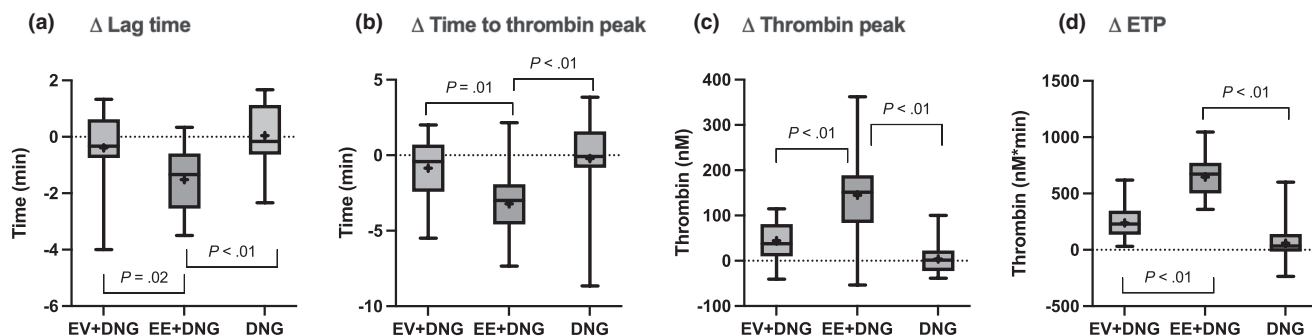 (a) Δ Lag time
Time (min)
2
0
-2
-4
-6
P = .02
P < .01
EV+DNG EE+DNG DNG
(b) Δ Time to thrombin peak
Time (min)
5
0
-5
-10
P = .01
P < .01
EV+DNG EE+DNG DNG
(c) Δ Thrombin peak
Thrombin (nM)
400
300
200
100
0
-100
P < .01
P < .01
EV+DNG EE+DNG DNG
(d) Δ ETP
Thrombin (nM*min)
1500
1000
500
0
-500
P < .01
P < .01
EV+DNG EE+DNG DNG